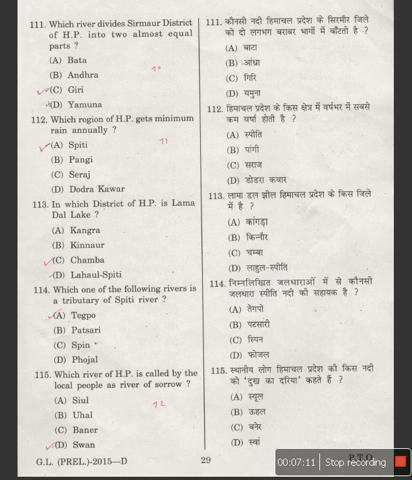 111. Which river divides Sirmaur District
of H.P. into two almost equal
parts ?
(A) Bata
(B) Andhra
(C) Giri
(D) Yamuna
112. Which region of H.P. gets minimum
rain annually ?
(A) Spiti
(B) Pangi
(C) Seraj
(D) Dodra Kawar
113. In which District of H.P. is Lama
Dal Lake ?
(A) Kangra
(B) Kinnaur
(C) Chamba
(D) Lahaul-Spiti
114. Which one of the following rivers is
a tributary of Spiti river ?
(A) Tegpo
(B) Patsari
(C) Spin
(D) Phojal
115. Which river of H.P. is called by the
local people as river of sorrow ?
(A) Siul
(B) Uhal
(C) Baner
(D) Swan
G.L. (PREL.)-2015—D
29
111. कौनसी नदी हिमाचल प्रदेश के सिरमौर जिले
को दो लगभग बराबर भागों में बाँटती है ?
(A) बाटा
(B) आंध्रा
(C) गिरि
(D) यमुना
112. हिमाचल प्रदेश के किस क्षेत्र में वर्षभर में सबसे
कम वर्षा होती है ?
(A) स्पीति
(B) पांगी
(C) सराज
(D) डोडरा कवार
113. लामा डल झील हिमाचल प्रदेश के किस जिले
में है ?
(A) कांगड़ा
(B) किन्नौर
(C) चम्बा
(D) लाहुल-स्पीति
114. निम्नलिखित जलधाराओं में से कौनसी
जलधारा स्पीति नदी की सहायक है ?
(A) तेगपो
(B) पटसारी
(C) स्पिन
(D) फोजल
115. स्थानीय लोग हिमाचल प्रदेश की किस नदी
को 'दुख का दरिया' कहते हैं ?
(A) स्यूल
(B) ऊहल
(C) बनेर
(D) स्वां
P.T.O.
00:07:11 Stop recording